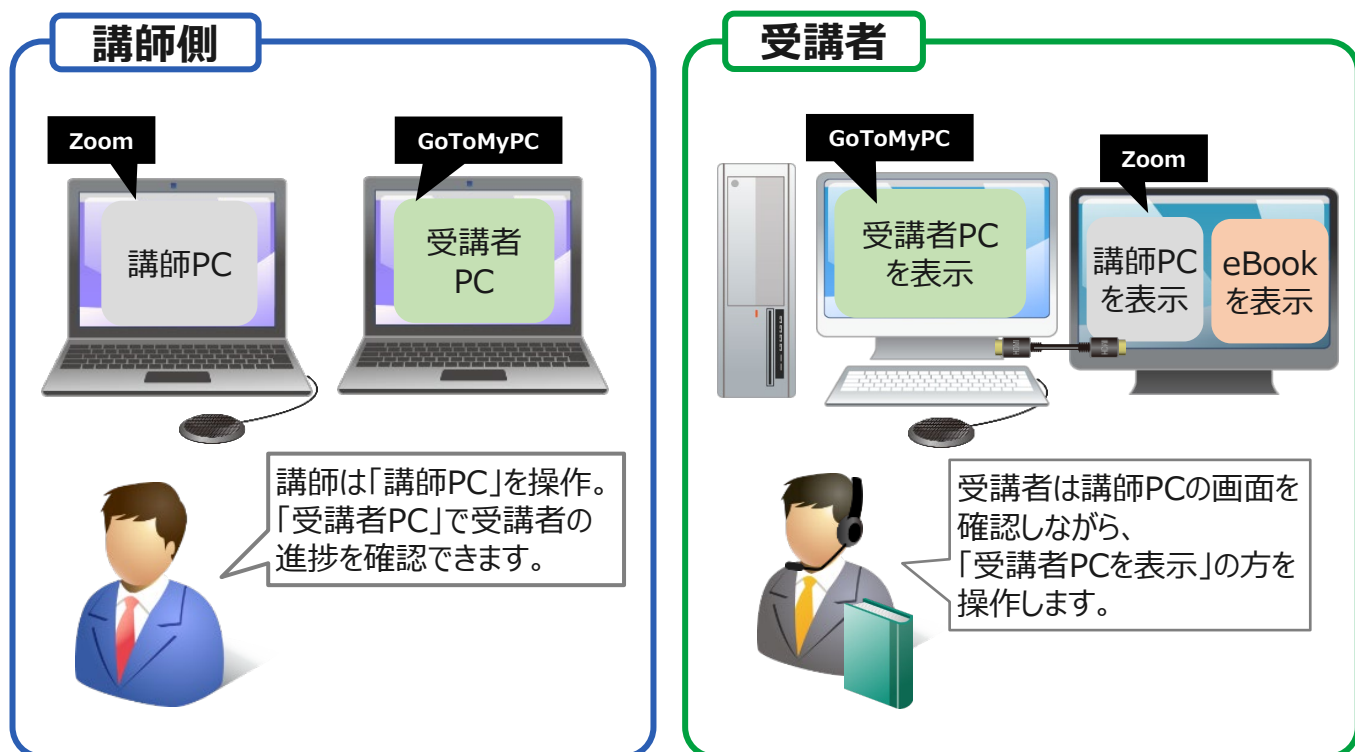 講師側
Zoom
GoToMyPC
講師PC
受講者
PC
講師は「講師PC」を操作。
「受講者PC」で受講者の
進捗を確認できます。
受講者
GoToMyPC
Zoom
受講者PC
を表示
講師PC
を表示
eBook
を表示
HDMI
HDMI
受講者は講師PCの画面を
確認しながら、
「受講者PCを表示」の方を
操作します。